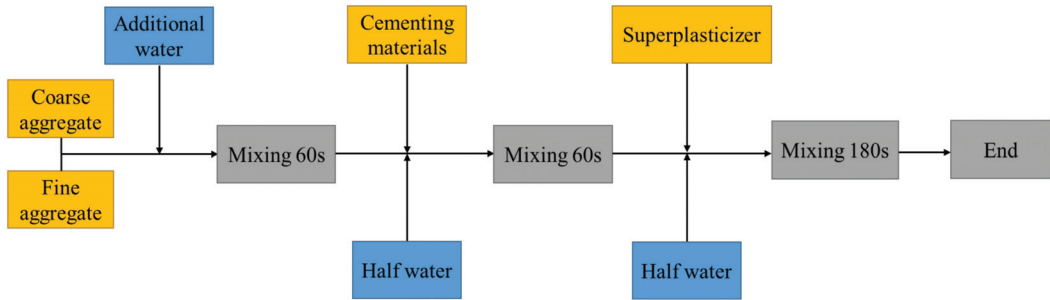 Additional
water
Cementing
materials
Superplasticizer
Coarse
aggregate
Mixing 60s
Mixing 60s
Mixing 180s
End
Fine
aggregate
Half water
Half water